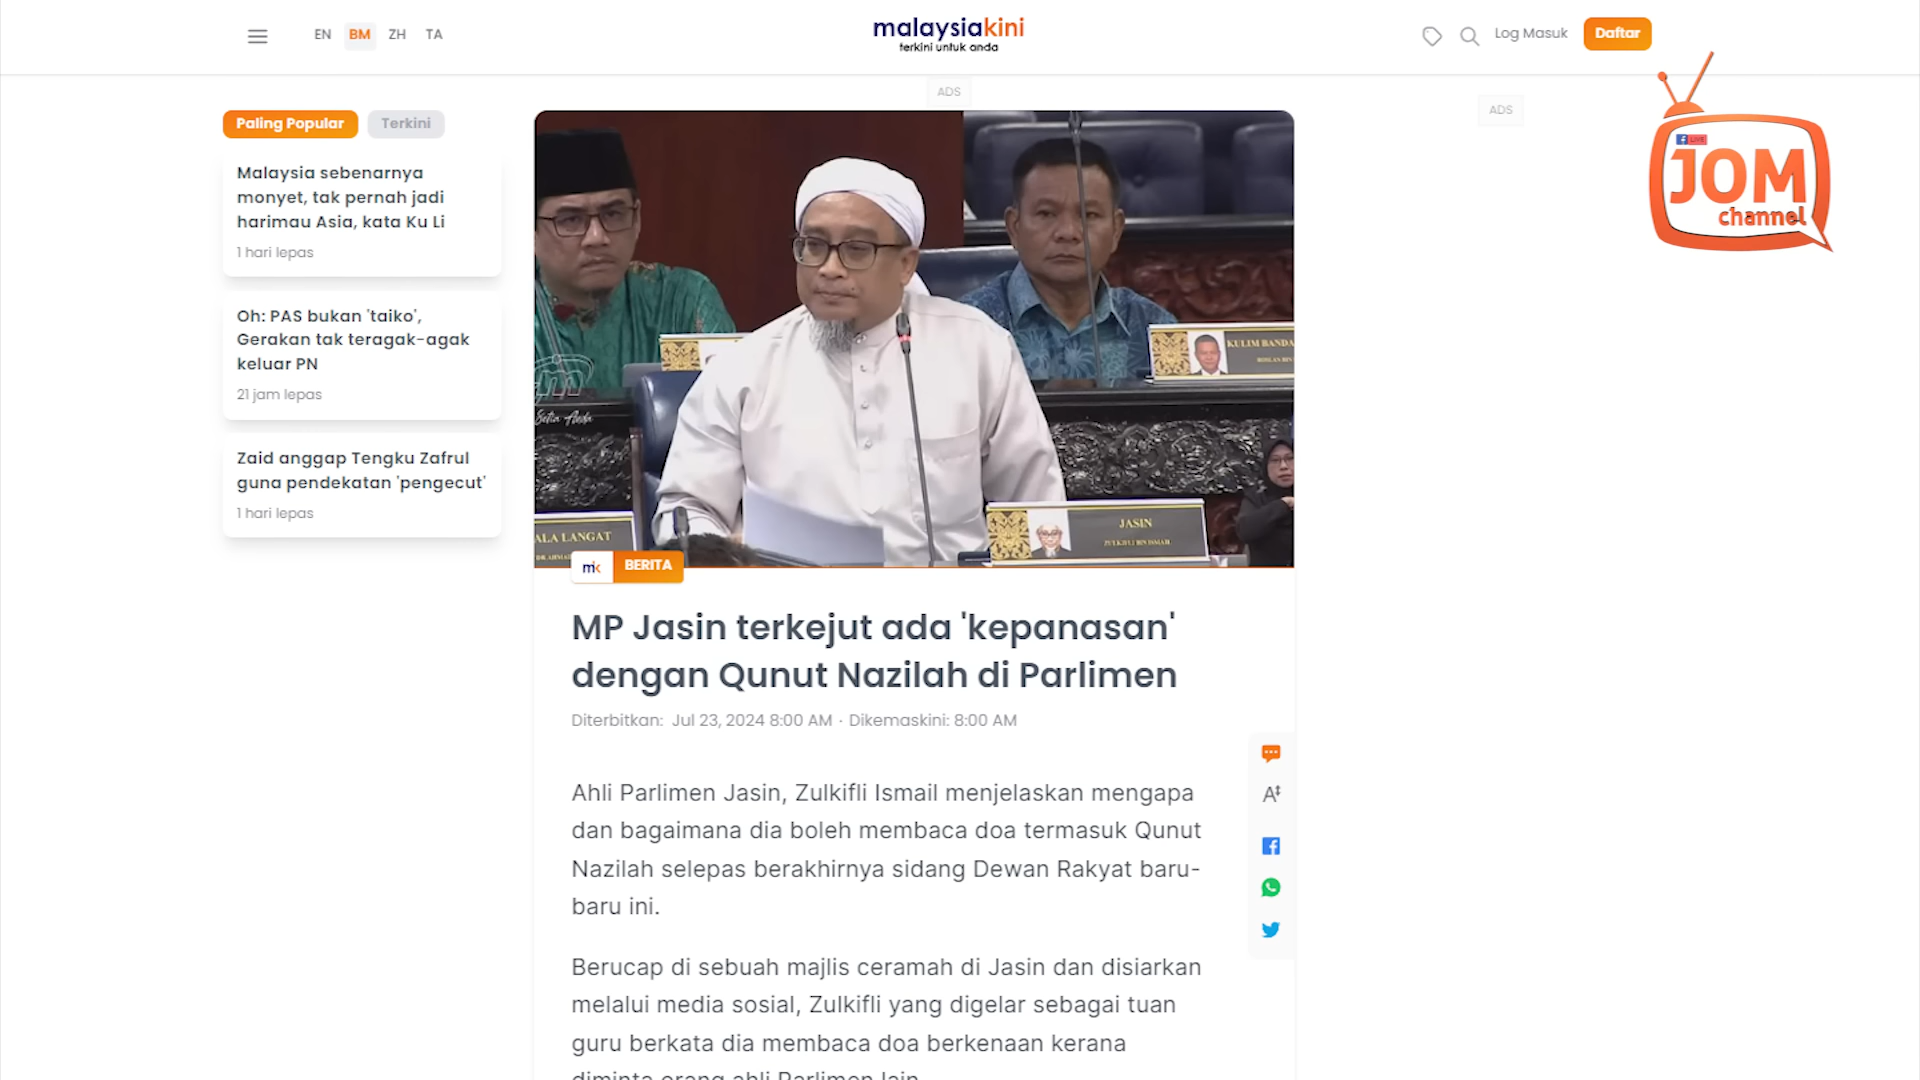 EN BM ZH TA
malaysiakini
terkini untuk anda
Log Masuk
Daftar
ADS
ADS
LIVE
JOM
channel
Paling Popular
Terkini
Malaysia sebenarnya
monyet, tak pernah jadi
harimau Asia, kata Ku Li
1 hari lepas
Oh: PAS bukan 'taiko',
Gerakan tak teragak-agak
keluar PN
21 jam lepas
Zaid anggap Tengku Zafrul
guna pendekatan 'pengecut'
1 hari lepas
Setia Anda
KULIM BANDA
ALA LANGAT
JASIN
ZULKIFLI BIN ISMAIL
mk BERITA
MP Jasin terkejut ada 'kepanasan'
dengan Qunut Nazilah di Parlimen
Diterbitkan: Jul 23, 2024 8:00 AM · Dikemaskini: 8:00 AM
Ahli Parlimen Jasin, Zulkifli Ismail menjelaskan mengapa
dan bagaimana dia boleh membaca doa termasuk Qunut
Nazilah selepas berakhirnya sidang Dewan Rakyat baru-
baru ini.
Berucap di sebuah majlis ceramah di Jasin dan disiarkan
melalui media sosial, Zulkifli yang digelar sebagai tuan
guru berkata dia membaca doa berkenaan kerana
diminta orang ahli Parlimen lain.